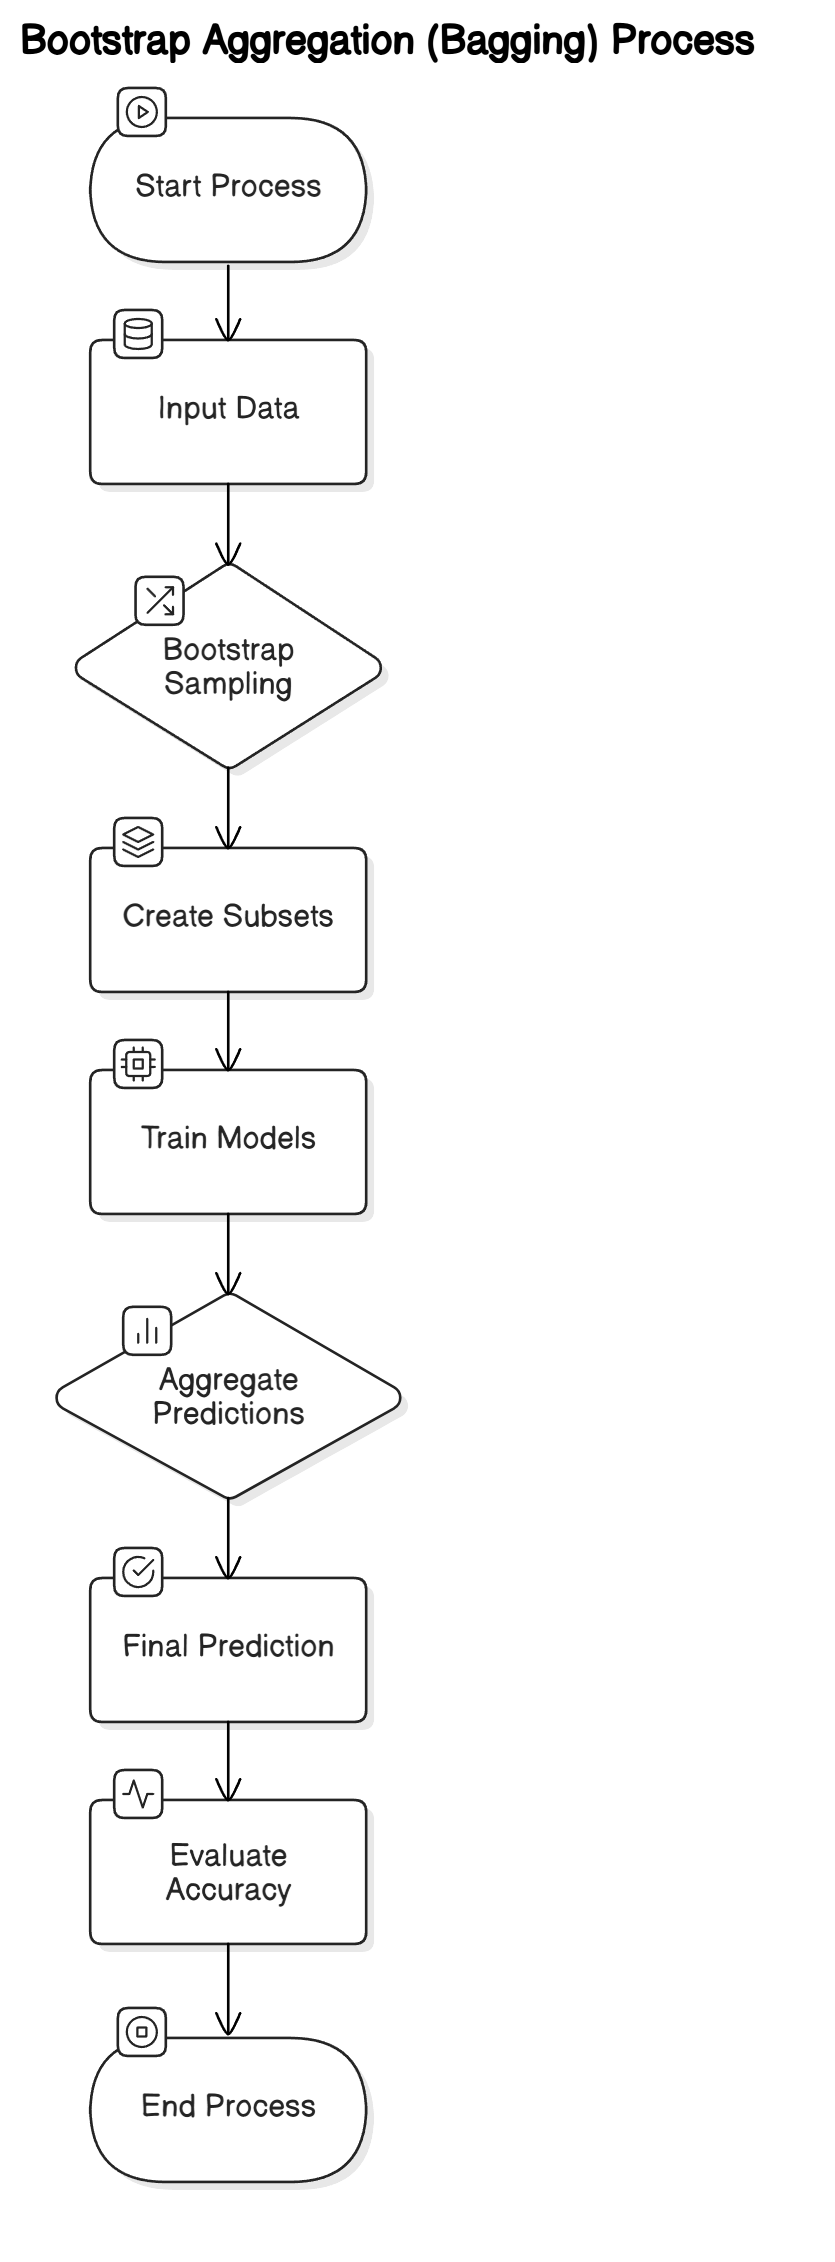 Bootstrap Aggregation (Bagging) Process
Start Process
Input Data
Bootstrap
Sampling
Create Subsets
Train Models
Aggregate
Predictions
Final Prediction
Evaluate
Accuracy
End Process